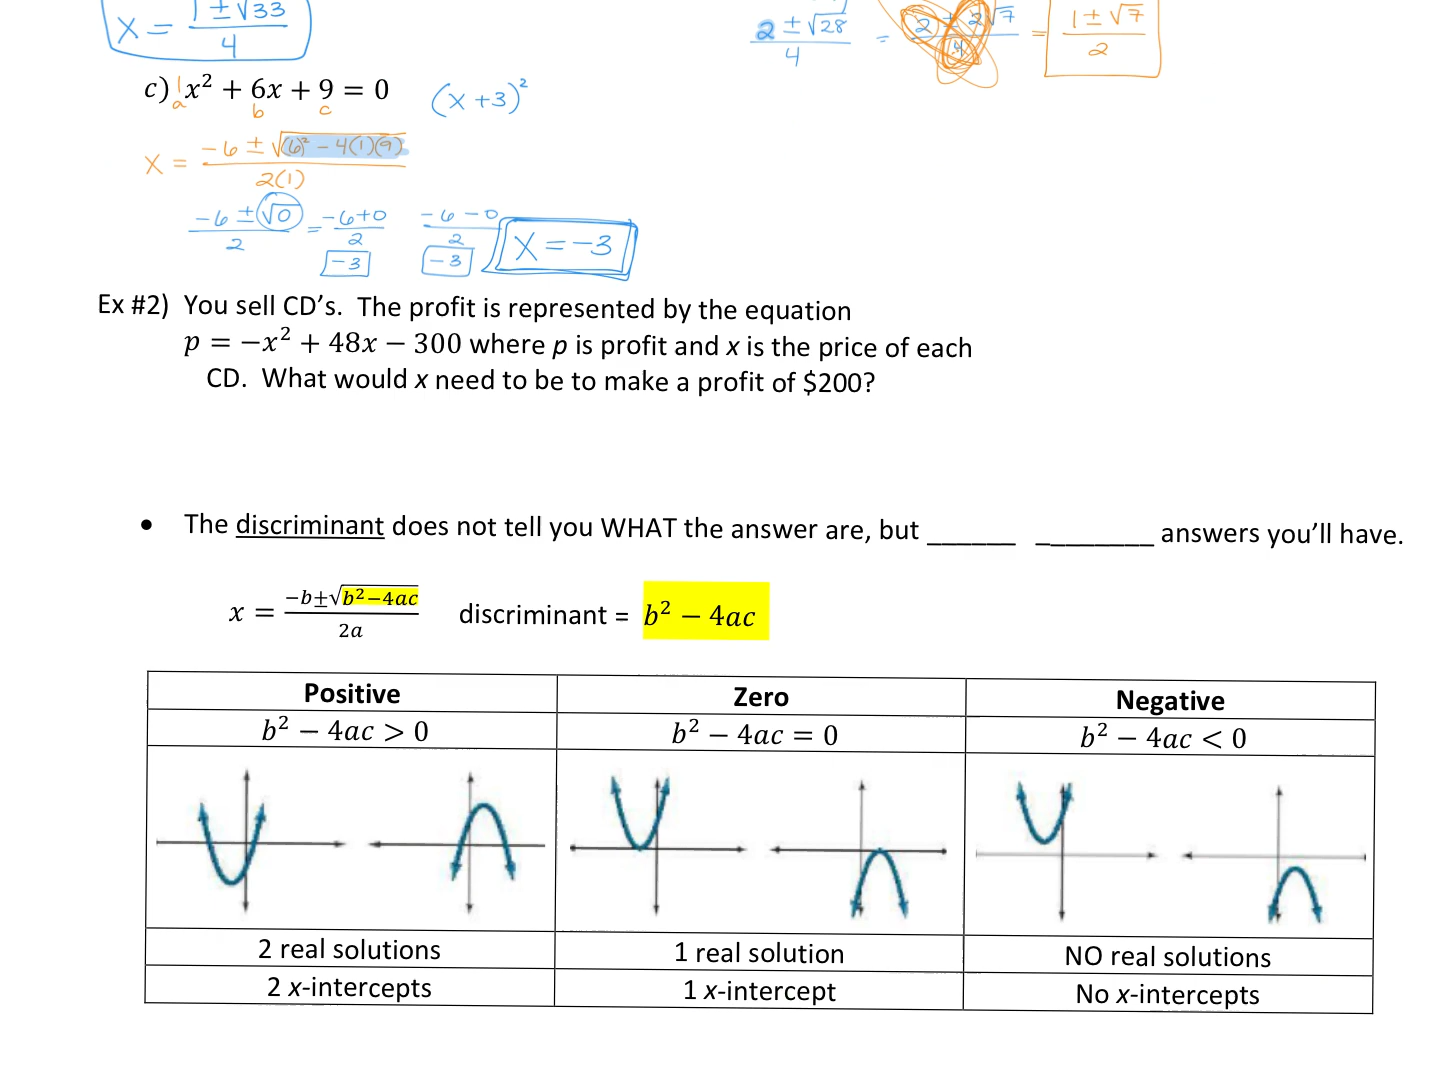 x = 1 ± √33 / 4
2 ± √28 / 4 = 2 ± 2√7 / 4 = 1 ± √7 / 2
c) 1x² + 6x + 9 = 0 (x + 3)²
a b c
x = -6 ± √(6)² - 4(1)(9) / 2(1)
-6 ± √0 / 2 = -6+0 / 2 -6-0 / 2 x = -3
-3 -3
Ex #2) You sell CD's. The profit is represented by the equation
p = −x² + 48x − 300 where p is profit and x is the price of each
CD. What would x need to be to make a profit of $200?
• The discriminant does not tell you WHAT the answer are, but ______ ________ answers you'll have.
x = −b±√b²−4ac / 2a discriminant = b² − 4ac
Positive Zero Negative
b² − 4ac > 0 b² − 4ac = 0 b² − 4ac < 0
2 real solutions 1 real solution NO real solutions
2 x-intercepts 1 x-intercept No x-intercepts